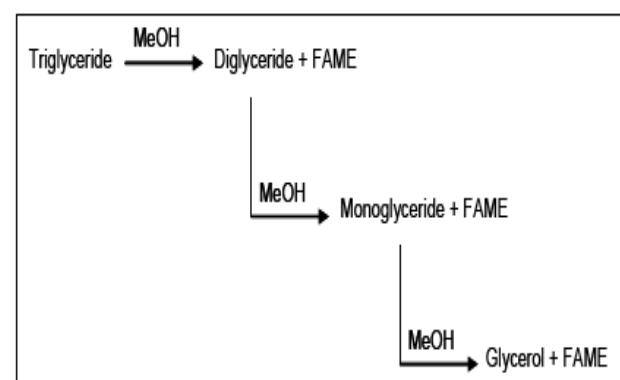 MeOH
Triglyceride Diglyceride + FAME
MeOH
Monoglyceride + FAME
MeOH
Glycerol + FAME